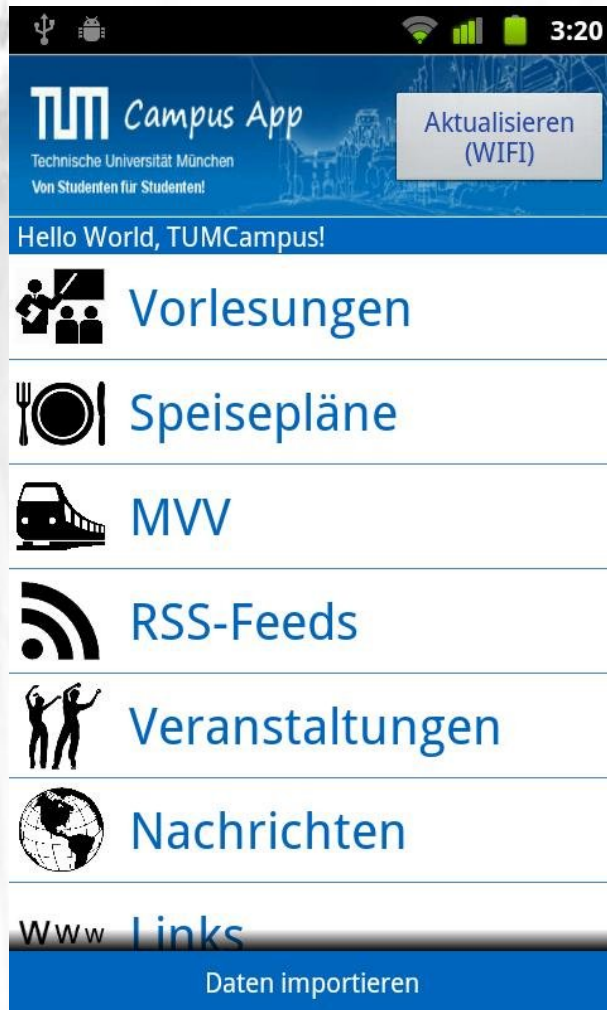 3:20
TUM Campus App
Technische Universität München
Von Studenten für Studenten!
Aktualisieren
(WIFI)
Hello World, TUMCampus!
Vorlesungen
Speisepläne
MVV
RSS-Feeds
Veranstaltungen
Nachrichten
Www Links
Daten importieren